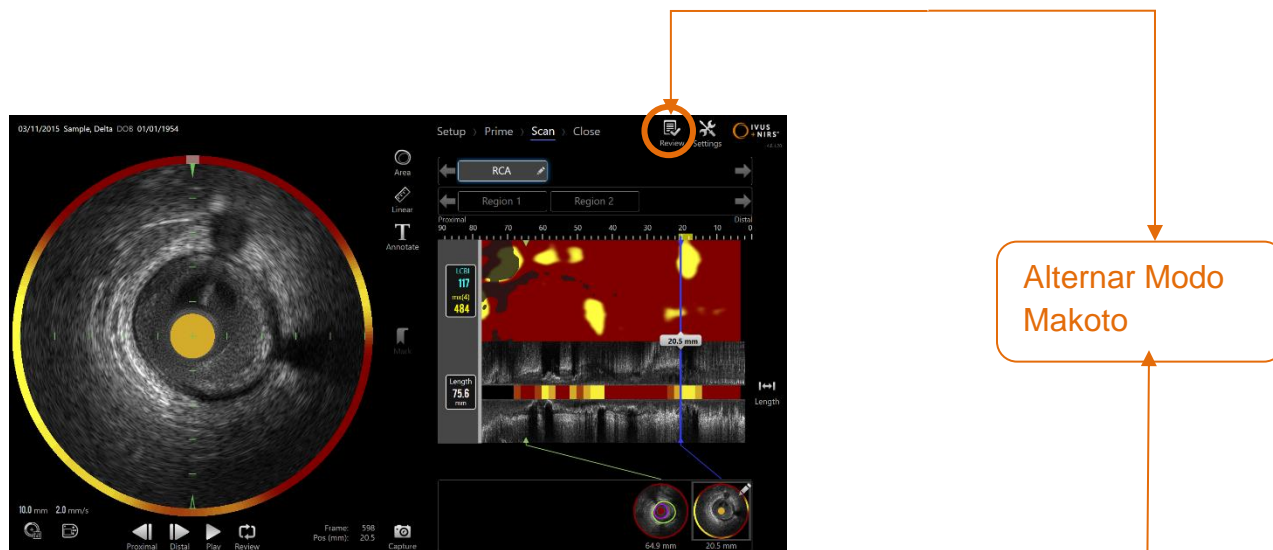 03/11/2015 Sample, Delta DOB 01/01/1954
Setup Prime Scan Close
Review
Settings
IVUS
+NIRS
Area
Linear
T
Annotate
Mark
RCA
Region 1 Region 2
Proximal Distal
90 80 70 60 50 40 30 20 10 0
LCBI
117
mx(4)
484
20.5 mm
Length
75.6
mm
Length
10.0 mm 2.0 mm/s
Proximal Distal Play Review
Frame: 598
Pos (mm): 20.5
Capture
64.9 mm 20.5 mm
Alternar Modo
Makoto